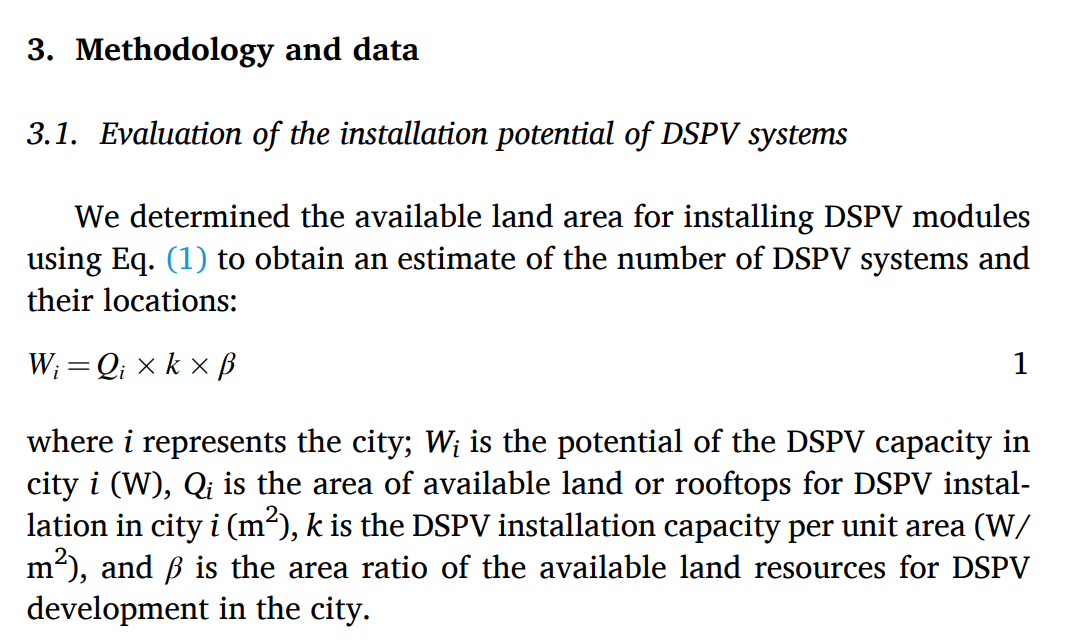 3. Methodology and data
3.1. Evaluation of the installation potential of DSPV systems
We determined the available land area for installing DSPV modules
using Eq. (1) to obtain an estimate of the number of DSPV systems and
their locations:
Wᵢ = Qᵢ × k × β 1
where i represents the city; Wᵢ is the potential of the DSPV capacity in
city i (W), Qᵢ is the area of available land or rooftops for DSPV instal-
lation in city i (m²), k is the DSPV installation capacity per unit area (W/
m²), and β is the area ratio of the available land resources for DSPV
development in the city.